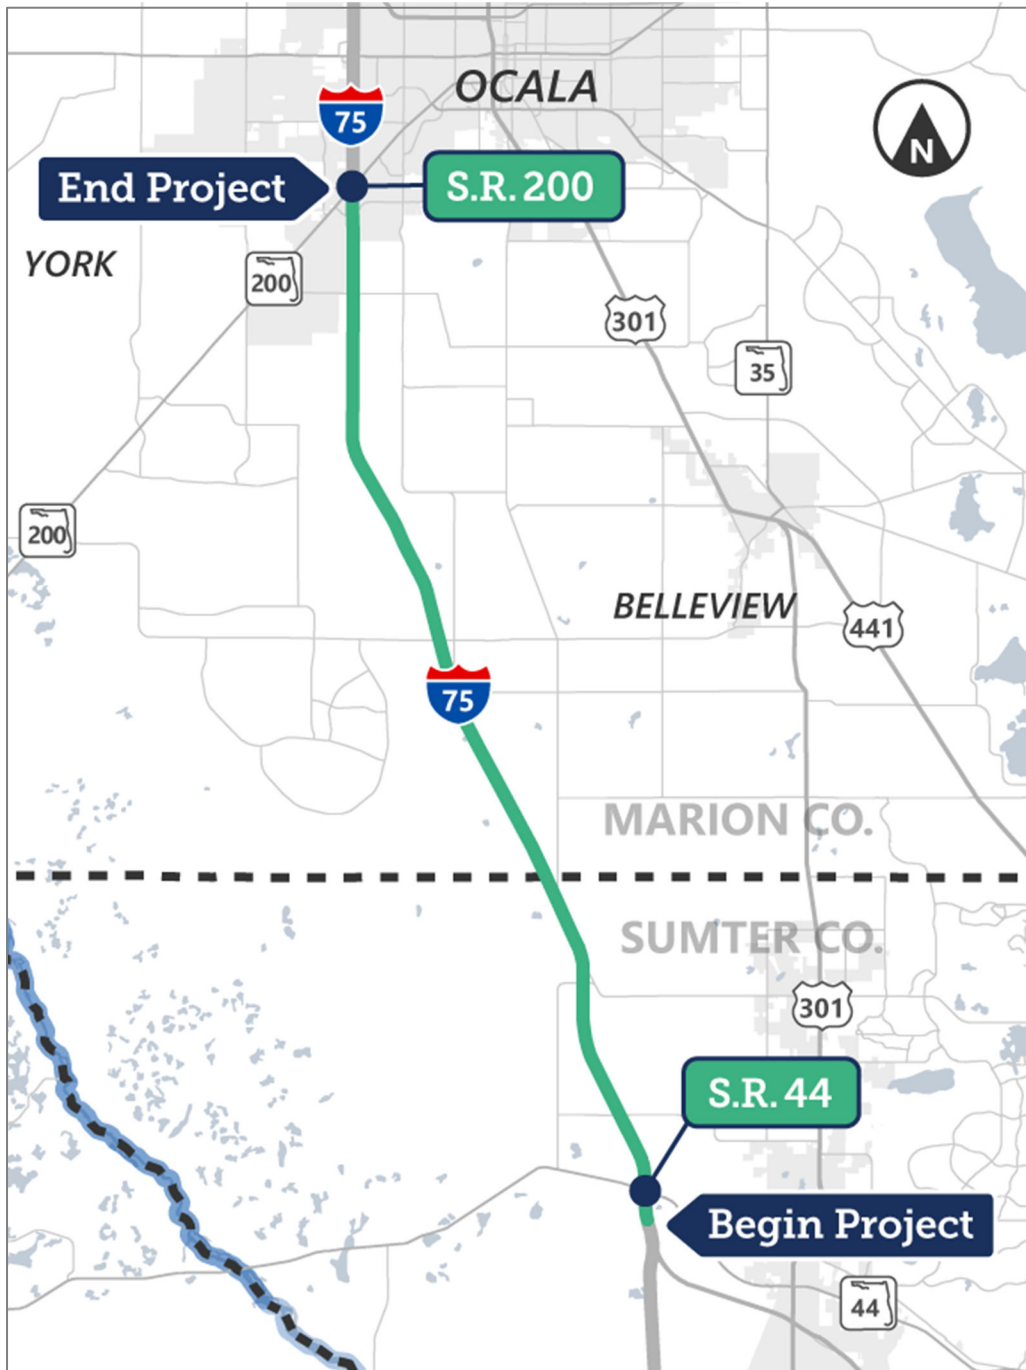 OCALA
75
N
End Project
S.R. 200
YORK
200
301
35
200
BELLEVIEW
441
75
MARION CO.
SUMTER CO.
301
S.R. 44
Begin Project
44